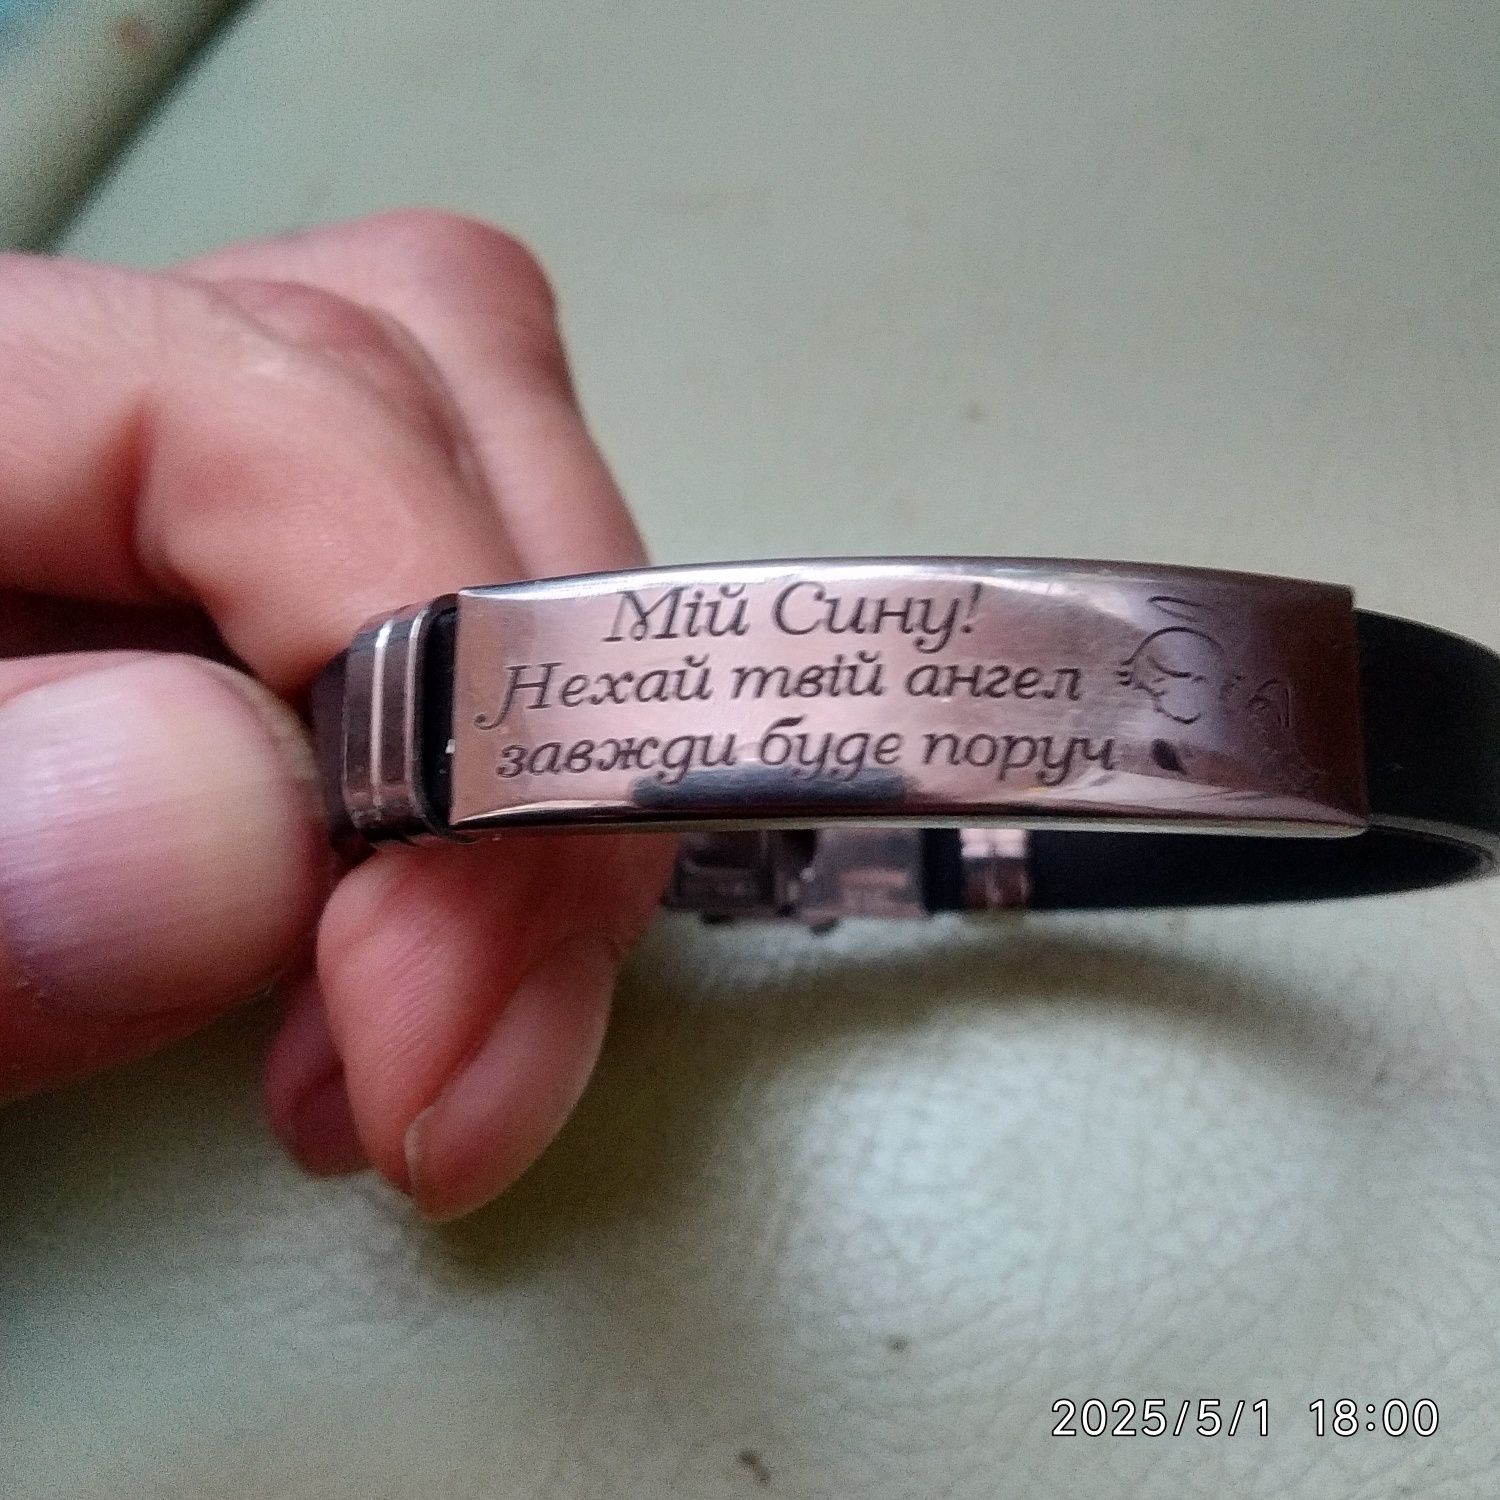 Мій Сину!
Нехай твій ангел
завжди буде поруч
2025/5/1 18:00